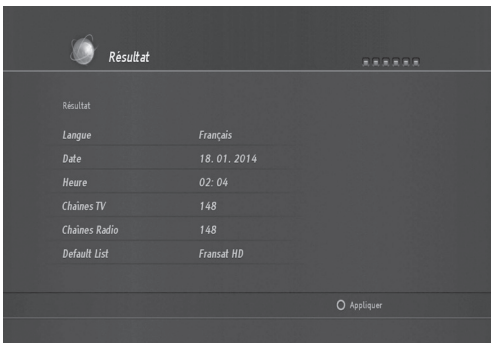 Résultat
Résultat
Langue Français
Date 18. 01. 2014
Heure 02: 04
Chaînes TV 148
Chaînes Radio 148
Default List Fransat HD
Appliquer